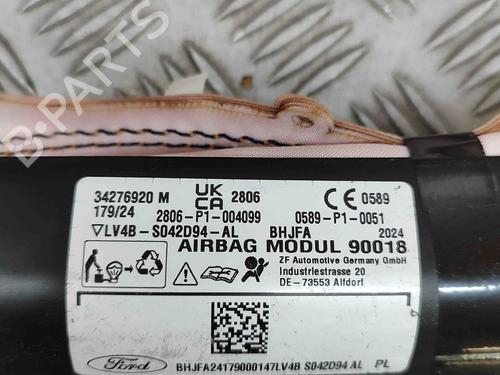 B-PARTS
34276920 M UK CA 2806 CE 0589
179/24 2806-P1-004099 0589-P1-0051
▽LV4B-S042D94-AL BHJFA 2024
AIRBAG MODUL 90018
ZF Automotive Germany GmbH
Industriestrasse 20
DE-73553 Alfdorf
Ford BHJFA24179000147LV4B S042D94 AL PL